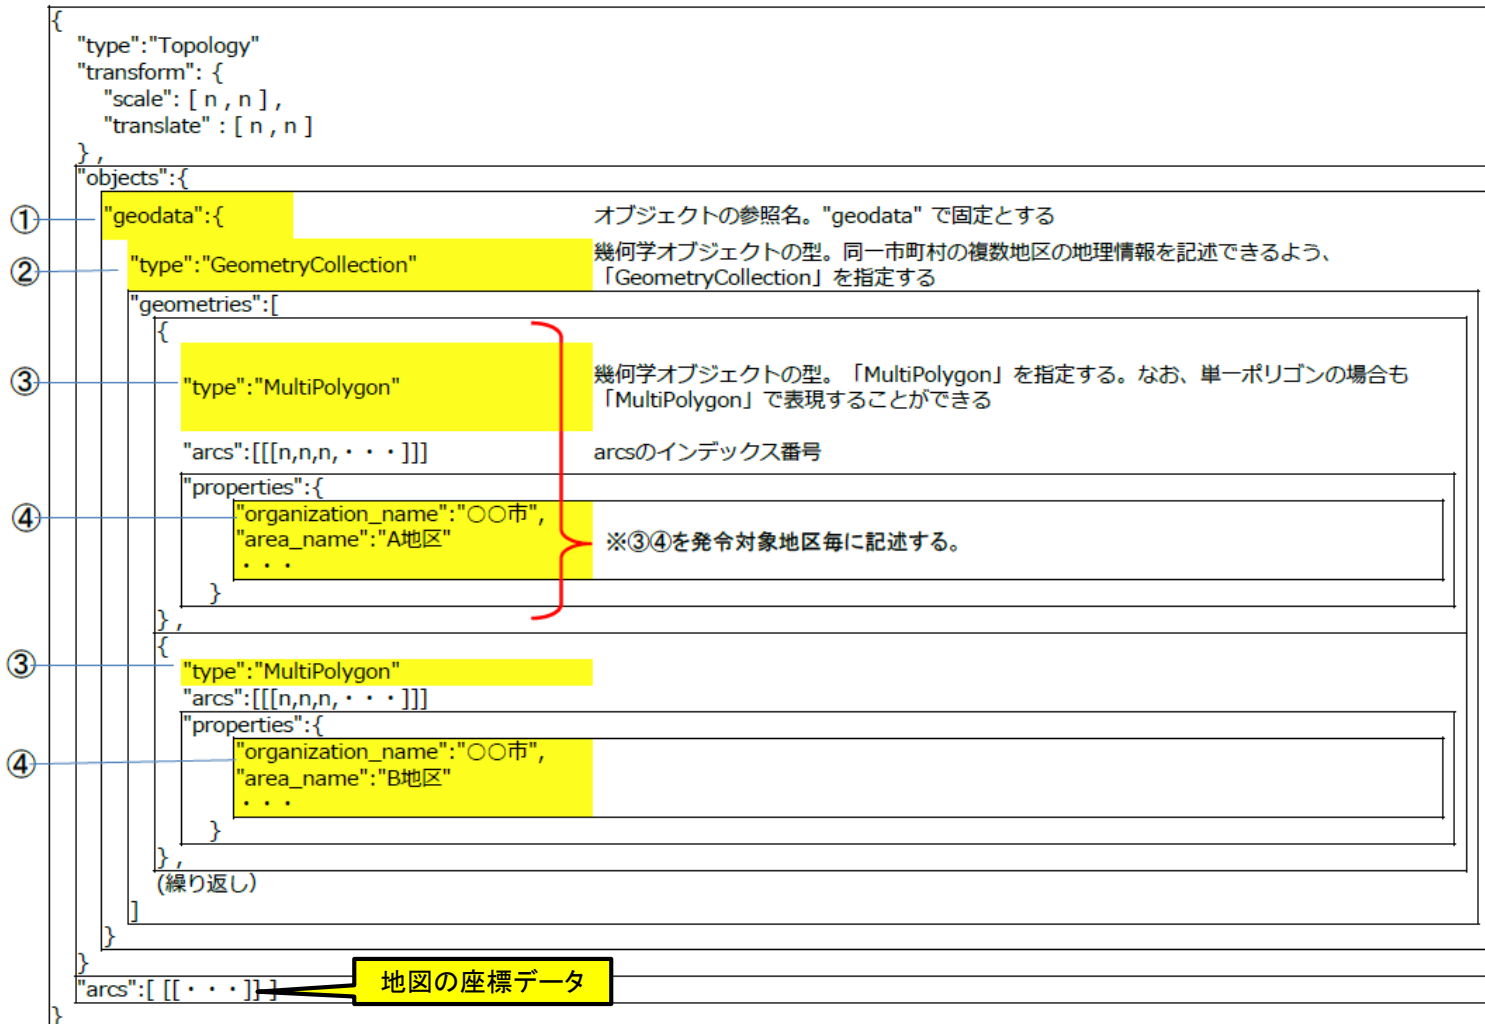 {
"type":"Topology"
"transform": {
"scale": [ n , n ] ,
"translate" : [ n , n ]
} ,
"objects":{
① "geodata":{ オブジェクトの参照名。"geodata" で固定とする
② "type":"GeometryCollection" 幾何学オブジェクトの型。同一市町村の複数地区の地理情報を記述できるよう、
「GeometryCollection」を指定する
"geometries":[
{
③ "type":"MultiPolygon" 幾何学オブジェクトの型。「MultiPolygon」を指定する。なお、単一ポリゴンの場合も
「MultiPolygon」で表現することができる
"arcs":[[[n,n,n,・・・]]] arcsのインデックス番号
"properties":{
④ "organization_name":"○○市",
"area_name":"A地区" ※③④を発令対象地区毎に記述する。
・・・
}
} ,
{
③ "type":"MultiPolygon"
"arcs":[[[n,n,n,・・・]]]
"properties":{
④ "organization_name":"○○市",
"area_name":"B地区"
・・・
}
} ,
(繰り返し)
]
}
}
"arcs":[ [[・・・]] ] 地図の座標データ
}